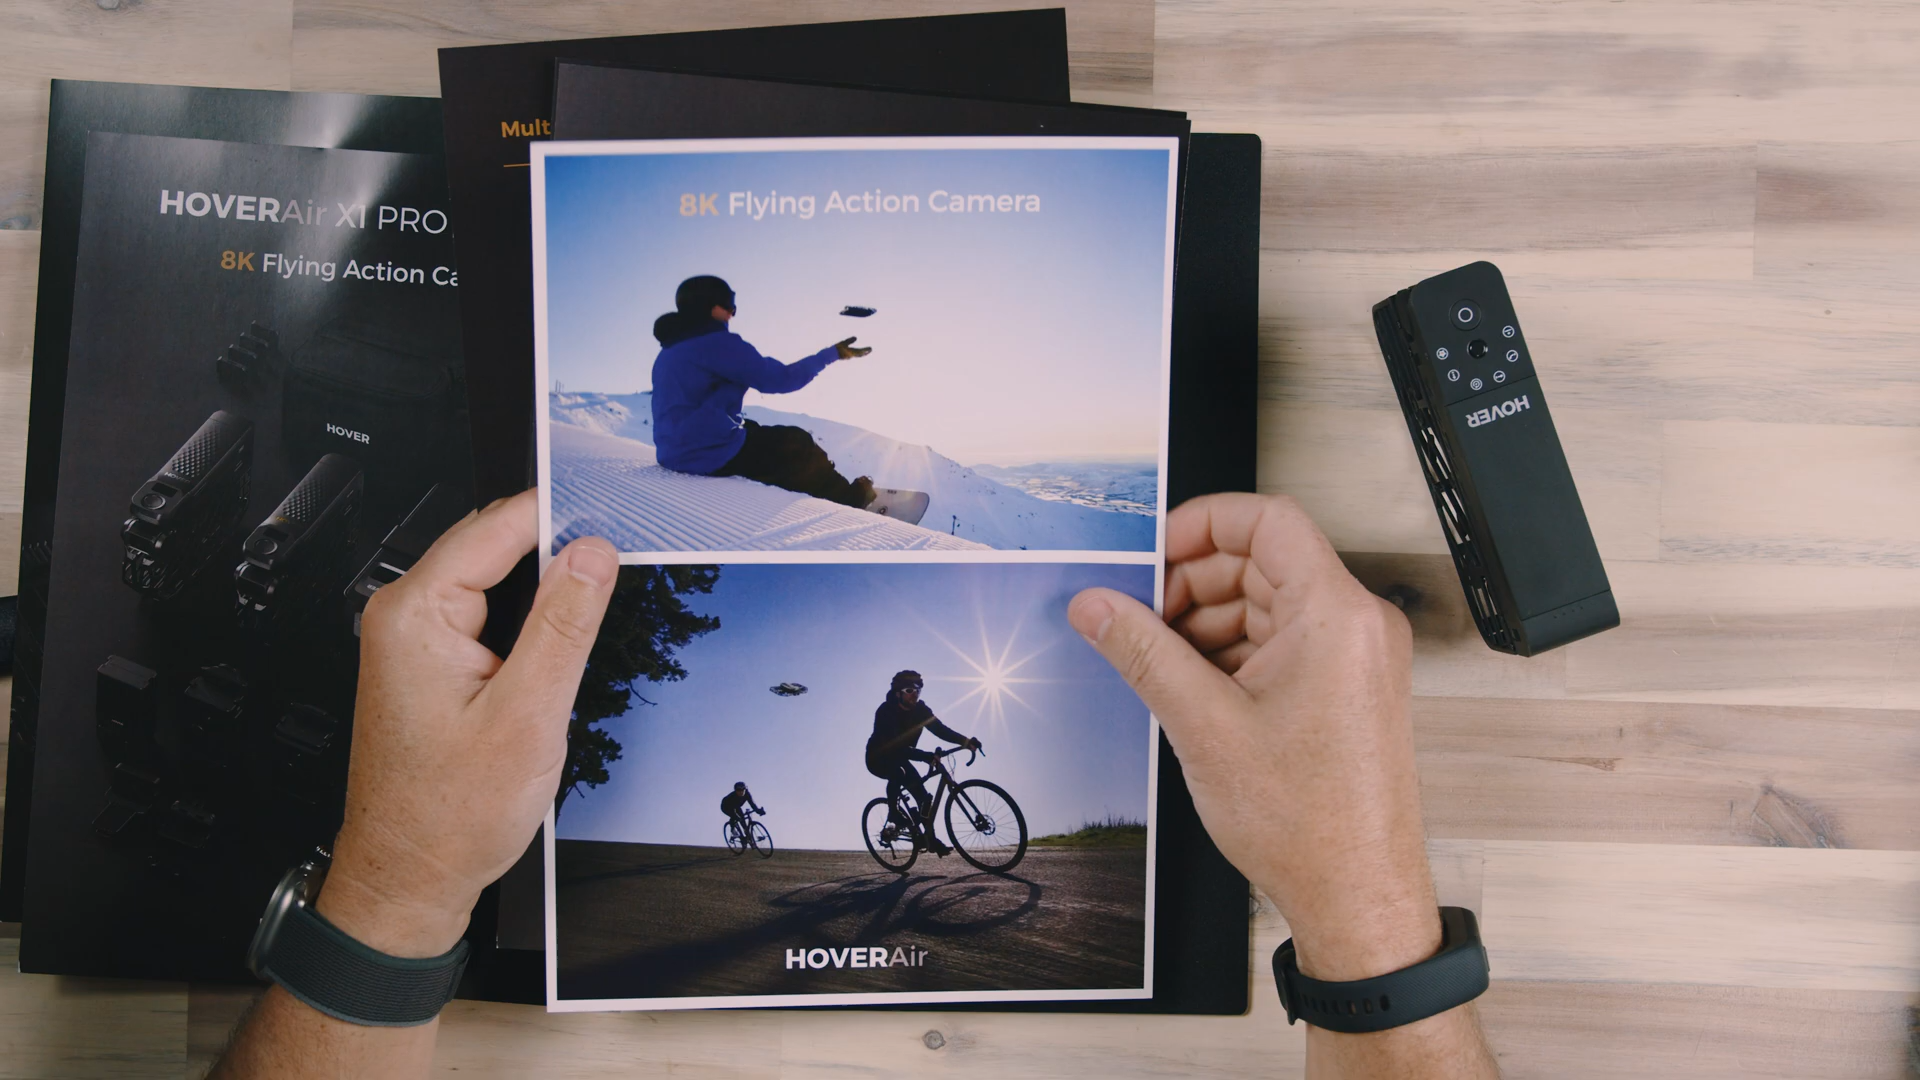 Mult
HOVERAir X1 PRO
8K Flying Action Ca
HOVER
8K Flying Action Camera
HOVERAir
HOVER